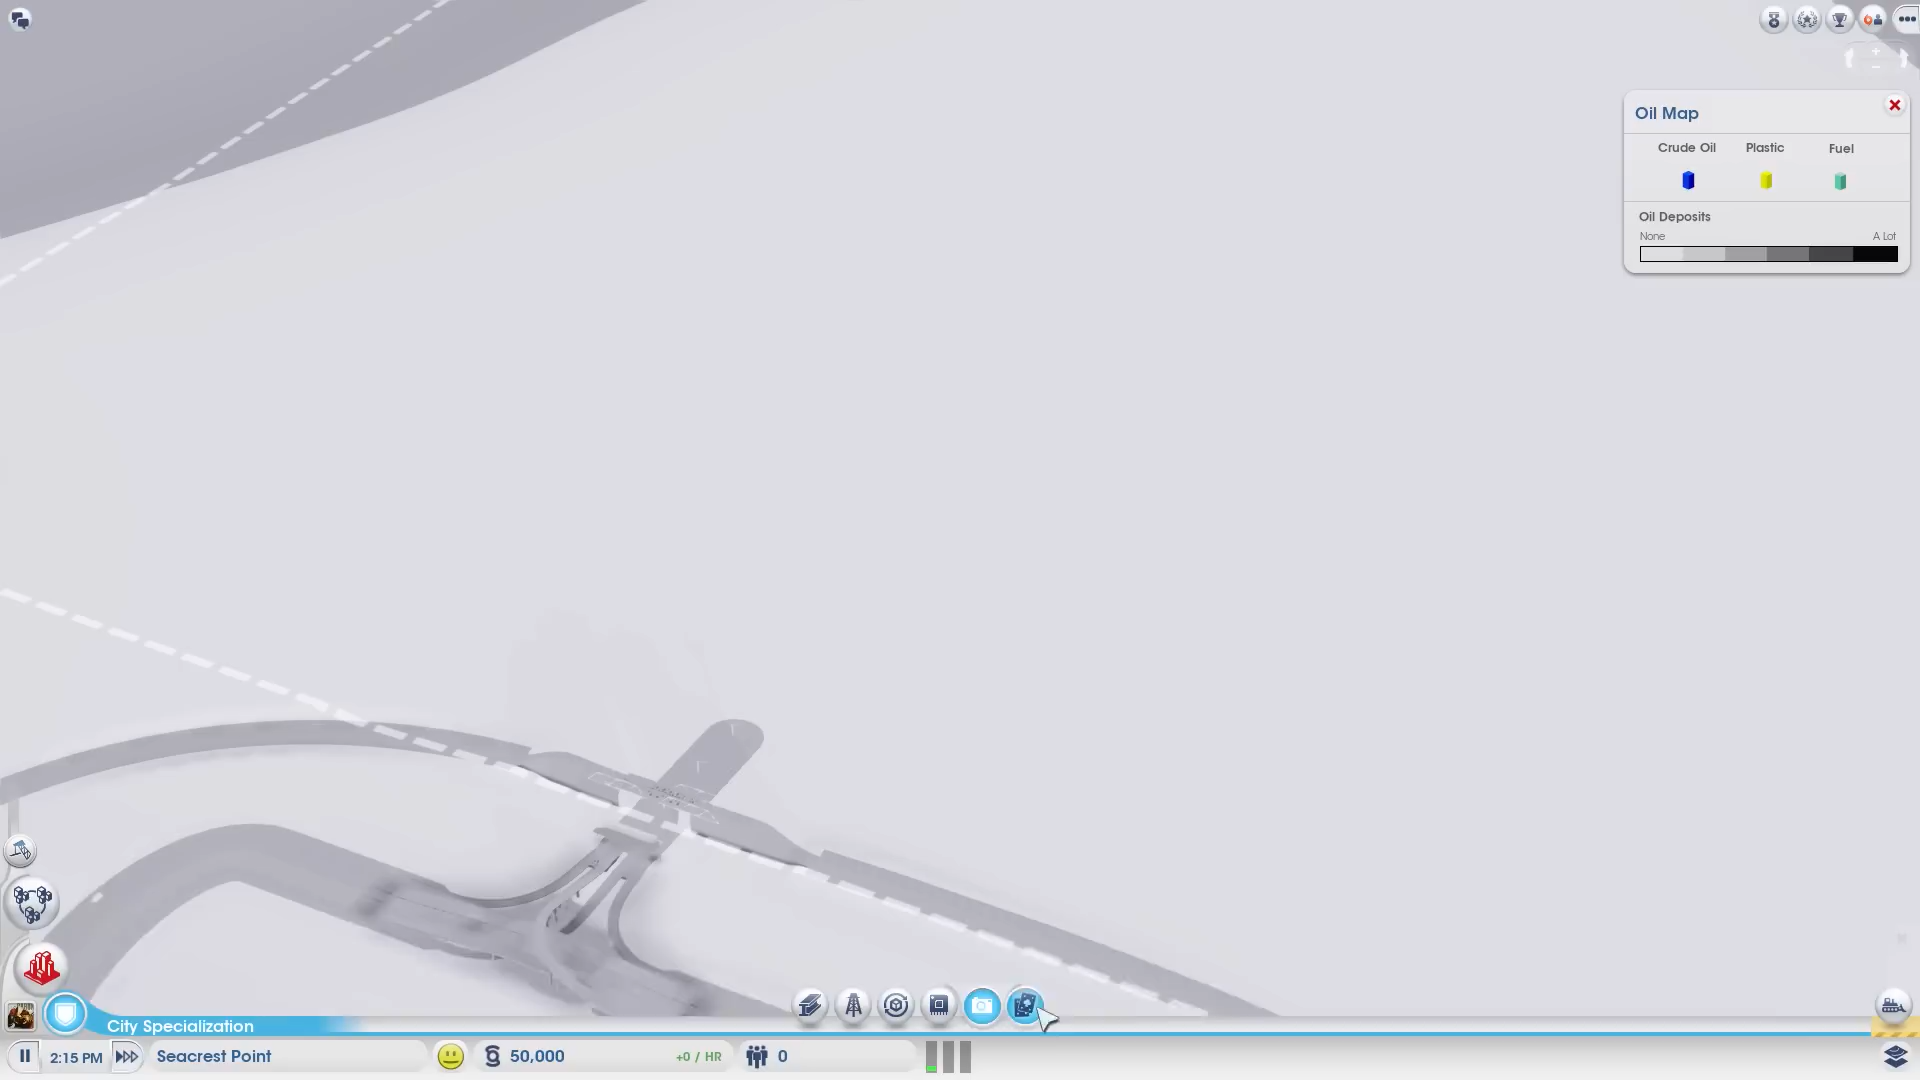 Oil Map
Crude Oil Plastic Fuel
Oil Deposits
None A Lot
City Specialization
2:15 PM Seacrest Point 50,000 +0 / HR 0